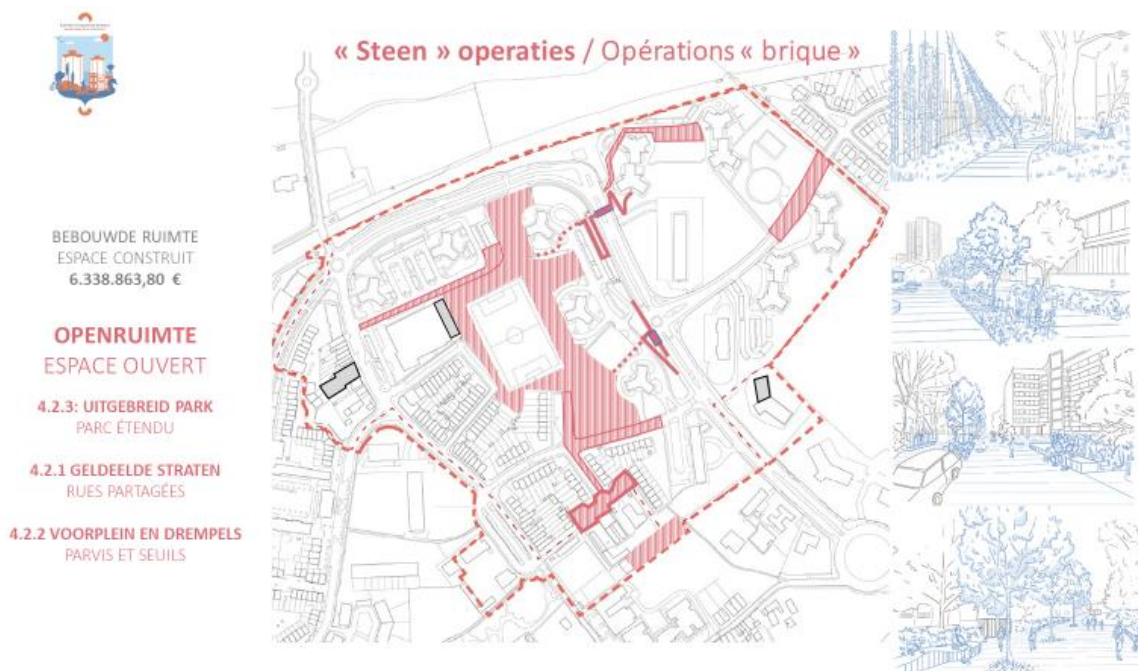 « Steen » operaties / Opérations « brique »
BEBOUWDE RUIMTE
ESPACE CONSTRUIT
6.338.863,80 €
OPENRUIMTE
ESPACE OUVERT
4.2.3: UITGEBREID PARK
PARC ÉTENDU
4.2.1 GELDEELDE STRATEN
RUES PARTAGÉES
4.2.2 VOORPLEIN EN DREMPELS
PARVIS ET SEUILS